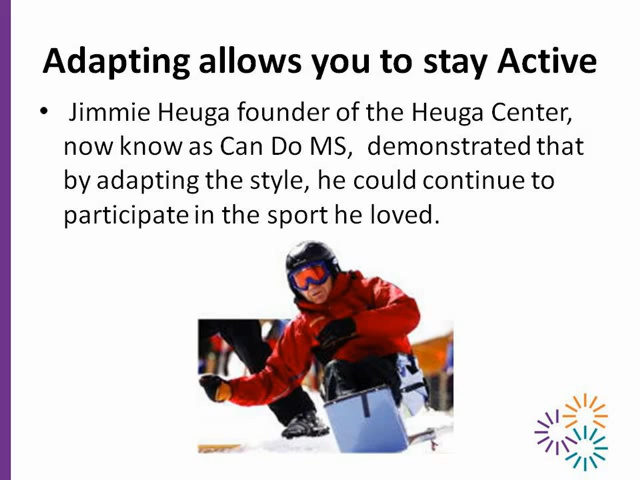 Adapting allows you to stay Active
• Jimmie Heuga founder of the Heuga Center,
now know as Can Do MS, demonstrated that
by adapting the style, he could continue to
participate in the sport he loved.